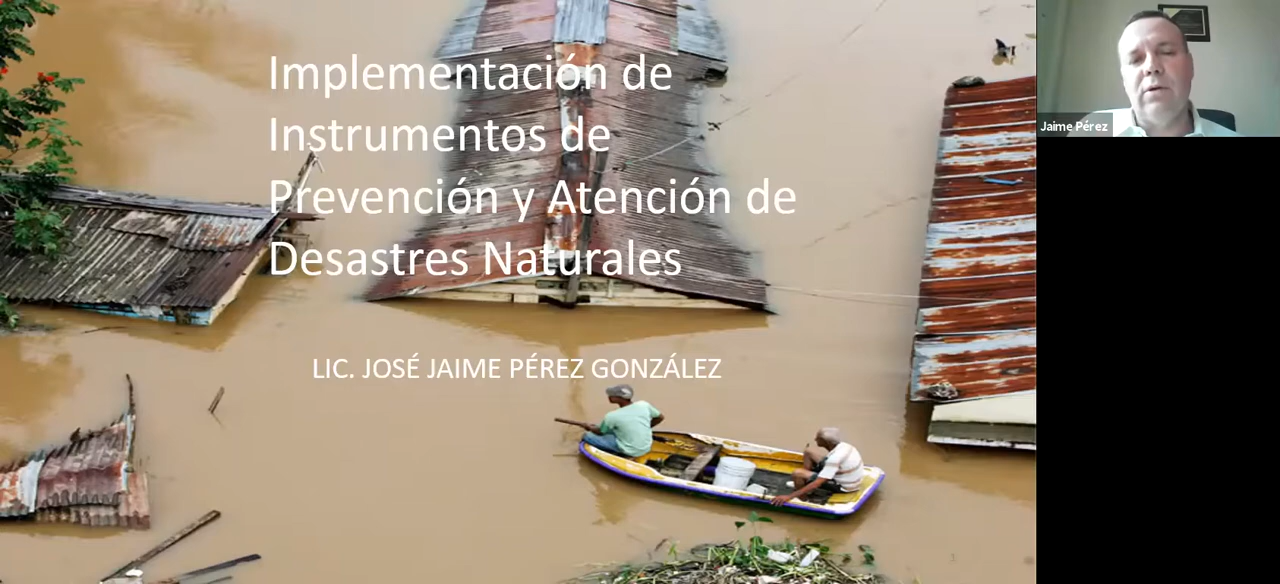 Implementación de
Instrumentos de
Prevención y Atención de
Desastres Naturales
LIC. JOSÉ JAIME PÉREZ GONZÁLEZ
Jaime Pérez